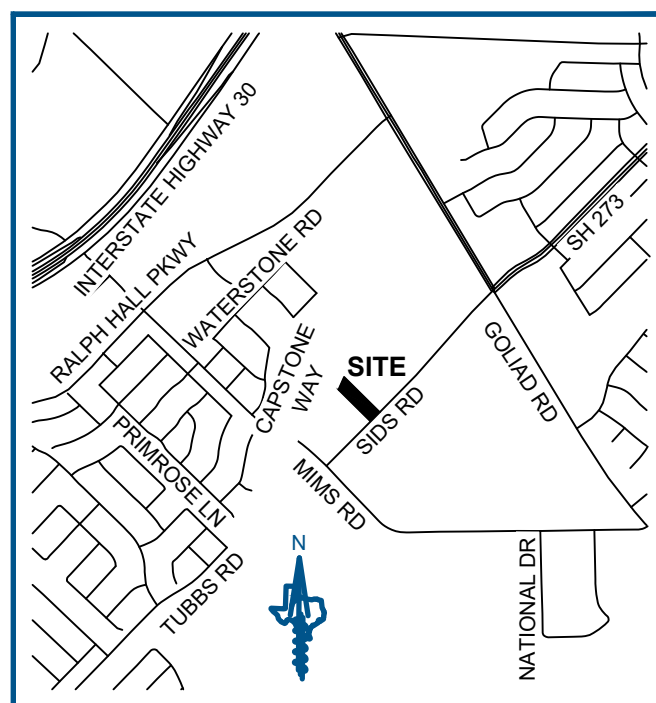 INTERSTATE HIGHWAY 30
SH 273
RALPH HALL PKWY
WATERSTONE RD
CAPSTONE
WAY
SITE
GOLIAD RD
SIDS RD
PRIMROSE LN
MIMS RD
TUBBS RD
N
NATIONAL DR